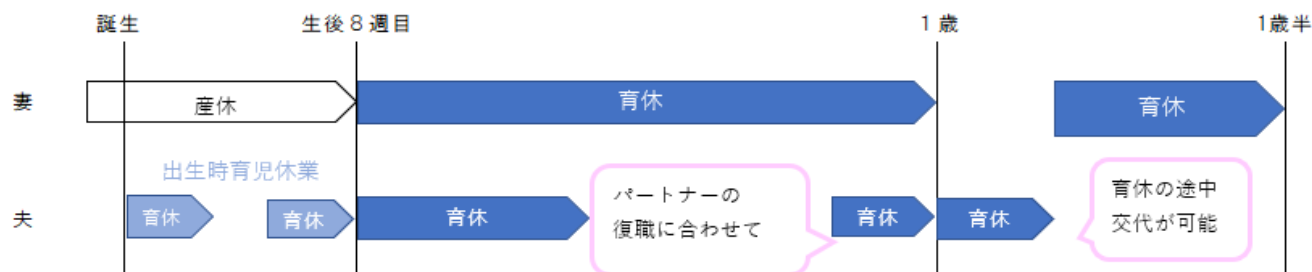 誕生
生後８週目
１歳
1歳半
妻
産休
育休
育休
出生時育児休業
夫
育休
育休
育休
パートナーの
復職に合わせて
育休
育休
育休の途中
交代が可能